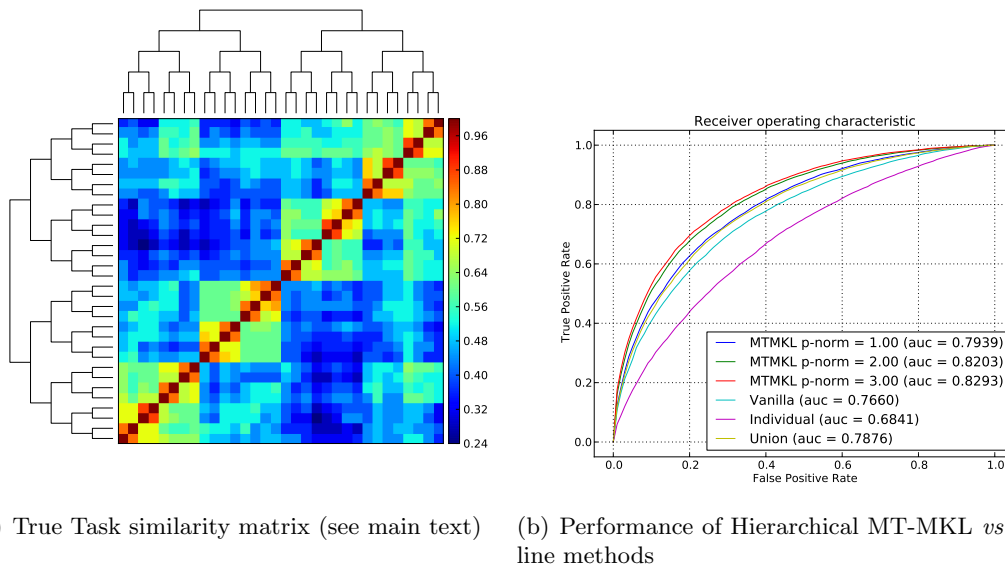 0.96
0.88
0.80
0.72
0.64
0.56
0.48
0.40
0.32
0.24
) True Task similarity matrix (see main text)
Receiver operating characteristic
True Positive Rate
1.0
0.8
0.6
0.4
0.2
0.0
MTMKL p-norm = 1.00 (auc = 0.7939)
MTMKL p-norm = 2.00 (auc = 0.8203)
MTMKL p-norm = 3.00 (auc = 0.8293)
Vanilla (auc = 0.7660)
Individual (auc = 0.6841)
Union (auc = 0.7876)
0.0 0.2 0.4 0.6 0.8 1.0
False Positive Rate
(b) Performance of Hierarchical MT-MKL vs
line methods